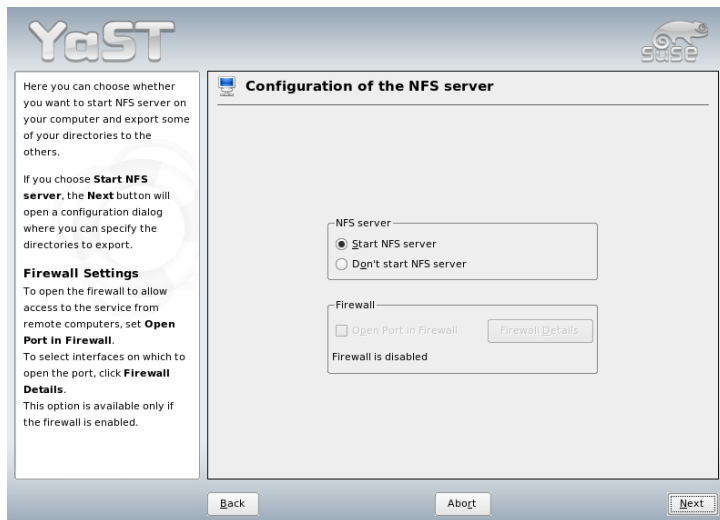 YaST
suse
Here you can choose whether
you want to start NFS server on
your computer and export some
of your directories to the
others.
If you choose Start NFS
server, the Next button will
open a configuration dialog
where you can specify the
directories to export.
Firewall Settings
To open the firewall to allow
access to the service from
remote computers, set Open
Port in Firewall.
To select interfaces on which to
open the port, click Firewall
Details.
This option is available only if
the firewall is enabled.
Configuration of the NFS server
NFS server
Start NFS server
Don't start NFS server
Firewall
Open Port in Firewall
Firewall Details
Firewall is disabled
Back
Abort
Next